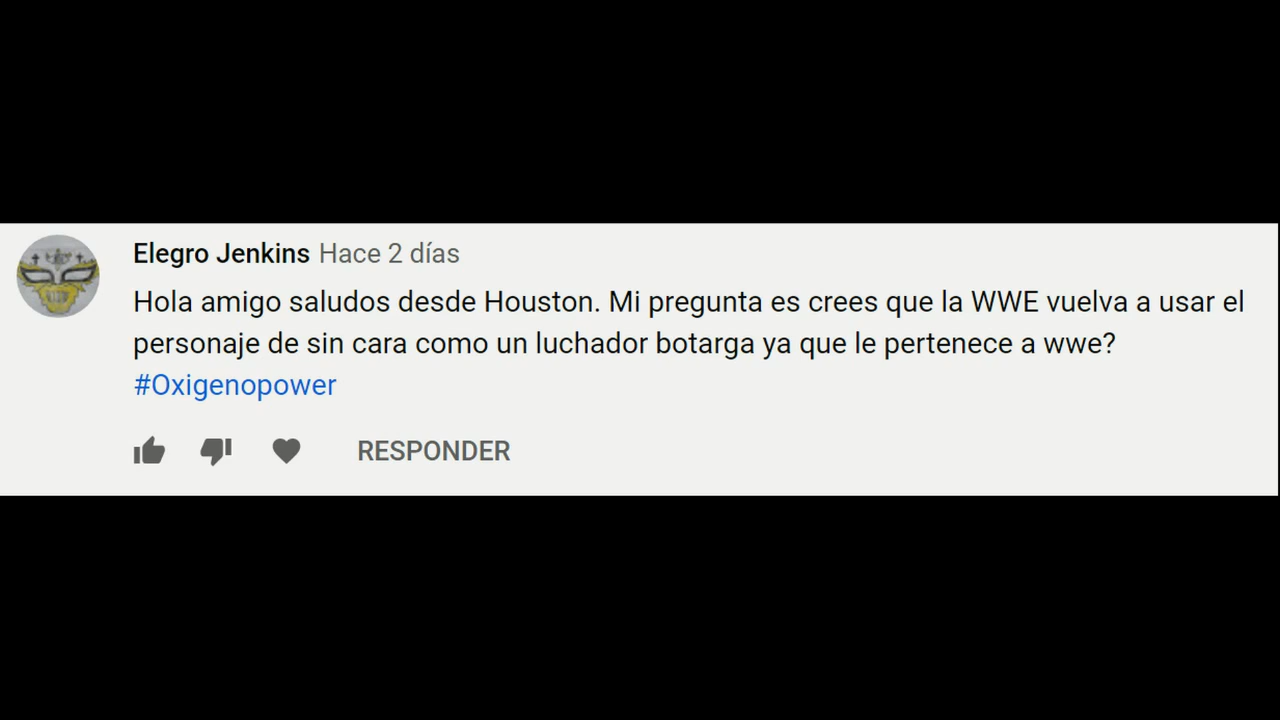 Elegro Jenkins Hace 2 días
Hola amigo saludos desde Houston. Mi pregunta es crees que la WWE vuelva a usar el
personaje de sin cara como un luchador botarga ya que le pertenece a wwe?
#Oxigenopower
RESPONDER